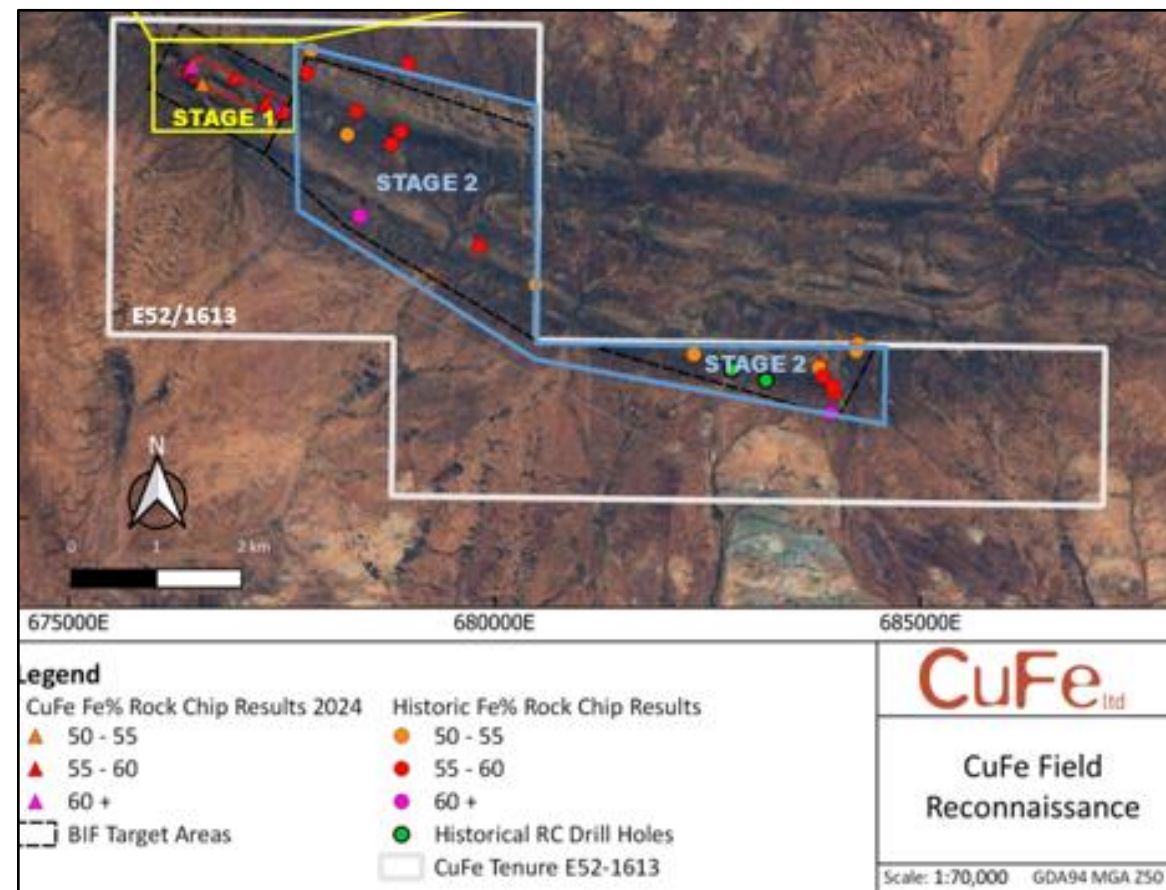 STAGE 1
STAGE 2
E52/1613
STAGE 2
N
0 1 2 km
675000E 680000E 685000E
Legend
CuFe Fe% Rock Chip Results 2024
50 - 55
55 - 60
60 +
BIF Target Areas
Historic Fe% Rock Chip Results
50 - 55
55 - 60
60 +
Historical RC Drill Holes
CuFe Tenure E52-1613
CuFe ltd
CuFe Field
Reconnaissance
Scale: 1:70,000 GDA94 MGA Z50